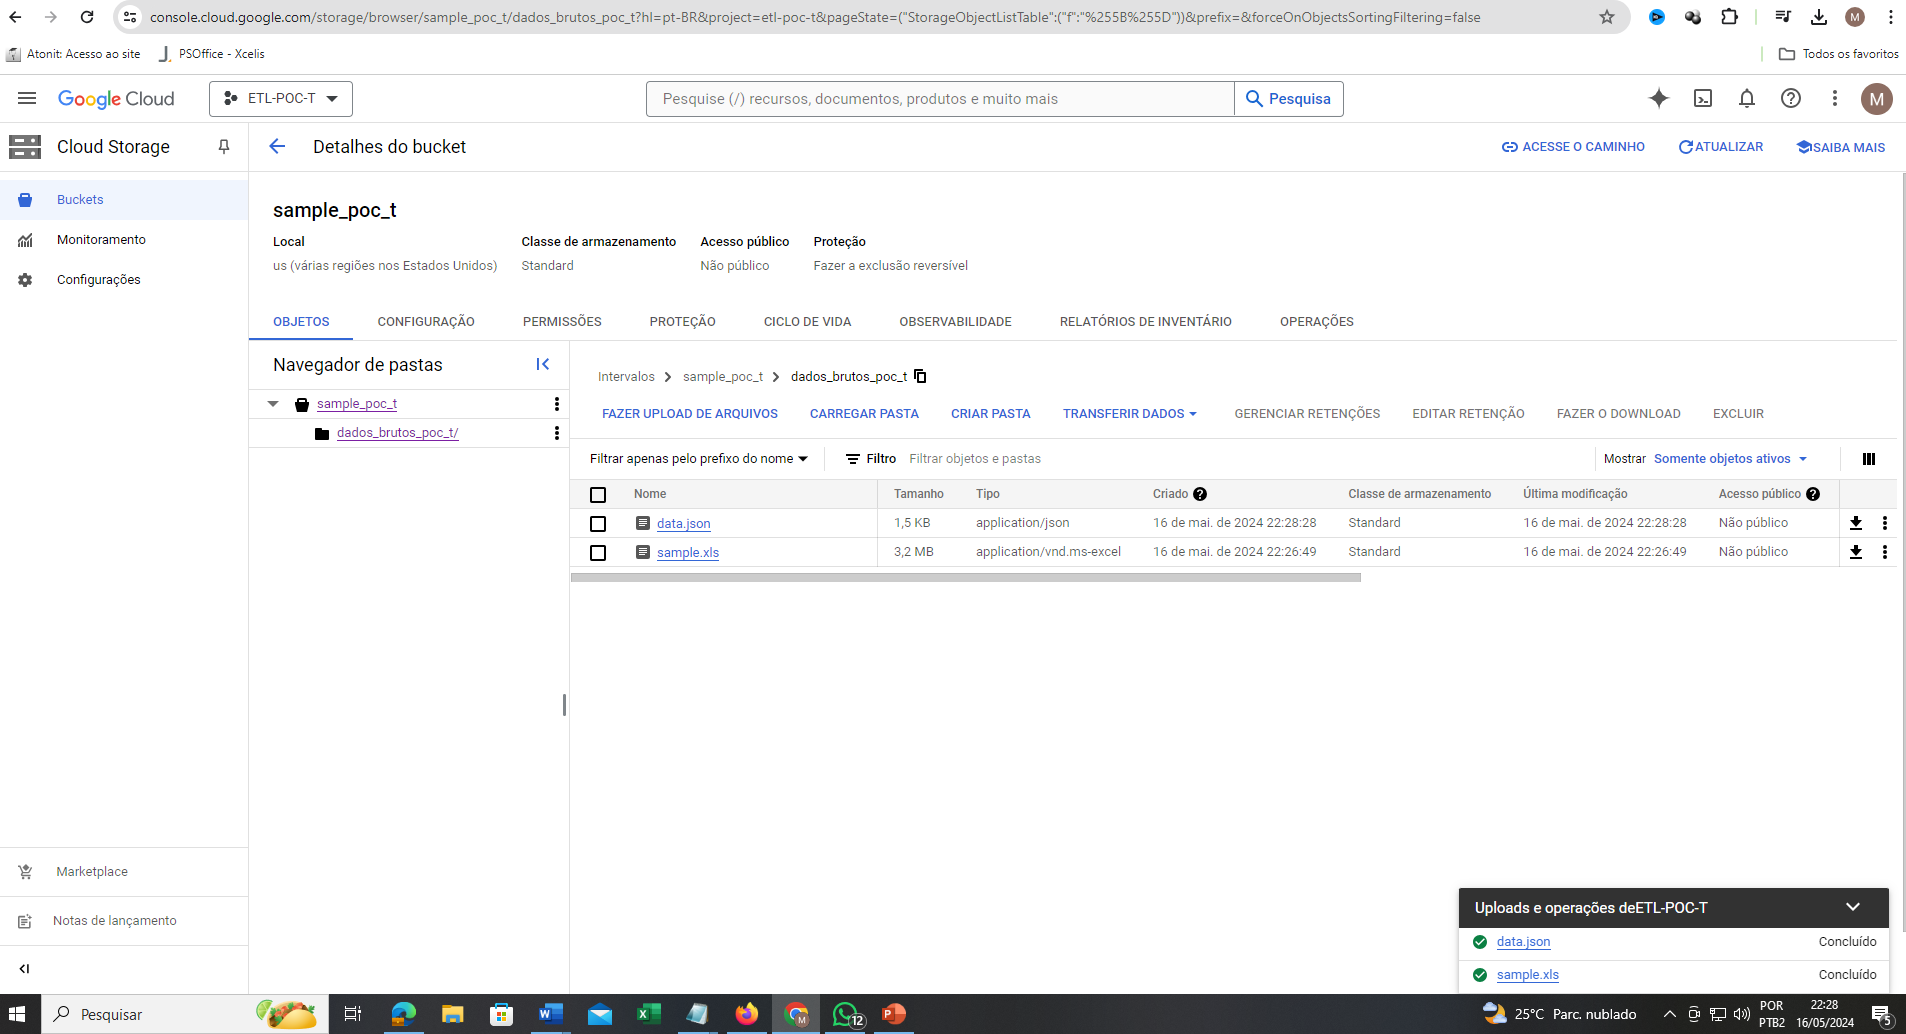 console.cloud.google.com/storage/browser/sample_poc_t/dados_brutos_poc_t?hl=pt-BR&project=etl-poc-t&pageState=("StorageObjectListTable":("f":"%255B%255D"))&prefix=&forceOnObjectsSortingFiltering=false
M
Atonit: Acesso ao site
PSOffice - Xcelis
Todos os favoritos
Google Cloud
ETL-POC-T
Pesquise (/) recursos, documentos, produtos e muito mais
Pesquisa
M
Cloud Storage
Detalhes do bucket
ACESSE O CAMINHO
ATUALIZAR
SAIBA MAIS
Buckets
Monitoramento
Configurações
sample_poc_t
Local
Classe de armazenamento
Acesso público
Proteção
us (várias regiões nos Estados Unidos)
Standard
Não público
Fazer a exclusão reversível
OBJETOS
CONFIGURAÇÃO
PERMISSÕES
PROTEÇÃO
CICLO DE VIDA
OBSERVABILIDADE
RELATÓRIOS DE INVENTÁRIO
OPERAÇÕES
Navegador de pastas
sample_poc_t
dados_brutos_poc_t/
Intervalos
sample_poc_t
dados_brutos_poc_t
FAZER UPLOAD DE ARQUIVOS
CARREGAR PASTA
CRIAR PASTA
TRANSFERIR DADOS
GERENCIAR RETENÇÕES
EDITAR RETENÇÃO
FAZER O DOWNLOAD
EXCLUIR
Filtrar apenas pelo prefixo do nome
Filtro
Filtrar objetos e pastas
Mostrar
Somente objetos ativos
Nome
Tamanho
Tipo
Criado
Classe de armazenamento
Última modificação
Acesso público
data.json
1,5 KB
application/json
16 de mai. de 2024 22:28:28
Standard
16 de mai. de 2024 22:28:28
Não público
sample.xls
3,2 MB
application/vnd.ms-excel
16 de mai. de 2024 22:26:49
Standard
16 de mai. de 2024 22:26:49
Não público
Marketplace
Notas de lançamento
Uploads e operações deETL-POC-T
data.json
Concluído
sample.xls
Concluído
Pesquisar
12
25°C Parc. nublado
POR
PTB2
22:28
16/05/2024
5